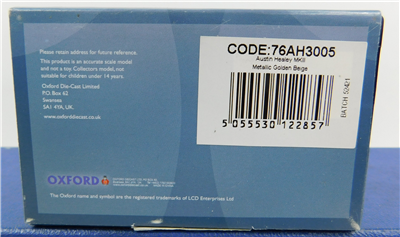 Please retain address for future reference.
This product is an accurate scale model
and not a toy. Collectors model, not
suitable for children under 14 years.
Oxford Die-Cast Limited
P.O. Box 62
Swansea
SA1 4YA, UK.
www.oxforddiecast.co.uk
CODE:76AH3005
Austin Healey MKIII
Metallic Golden Beige
5 055530 122857
BATCH 52421
OXFORD
The Oxford name and symbol are the registered trademarks of LCD Enterprises Ltd